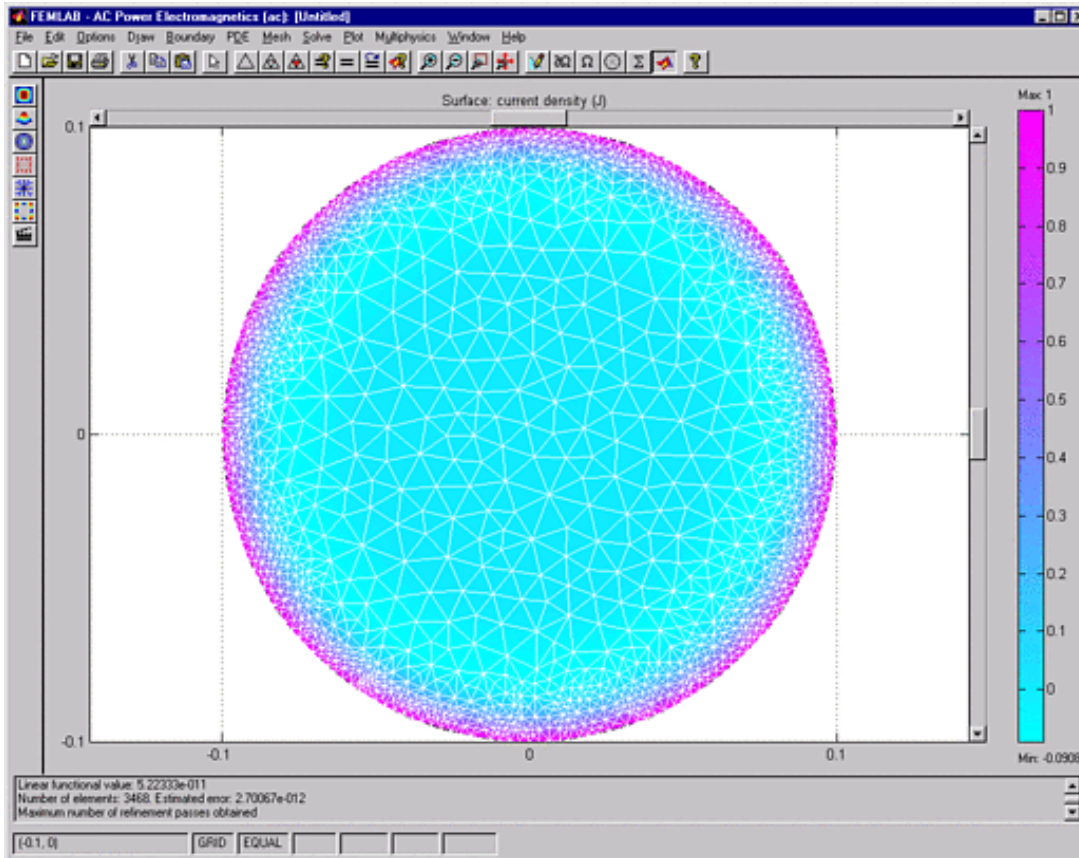 FEMLAB - AC Power Electromagnetics (ac): [Untitled]
File Edit Options Draw Boundary PDE Mesh Solve Plot Multiphysics Window Help
∂Ω Ω Σ ?
Surface: current density (J)
Max: 1
0.1
1
0.9
0.8
0.7
0.6
0.5
0
0.4
0.3
0.2
0.1
0
-0.1
-0.1 0 0.1
Min: -0.0908
Linear functional value: 5.22333e-011
Number of elements: 3468. Estimated error: 2.70067e-012
Maximum number of refinement passes obtained
(-0.1, 0) GRID EQUAL